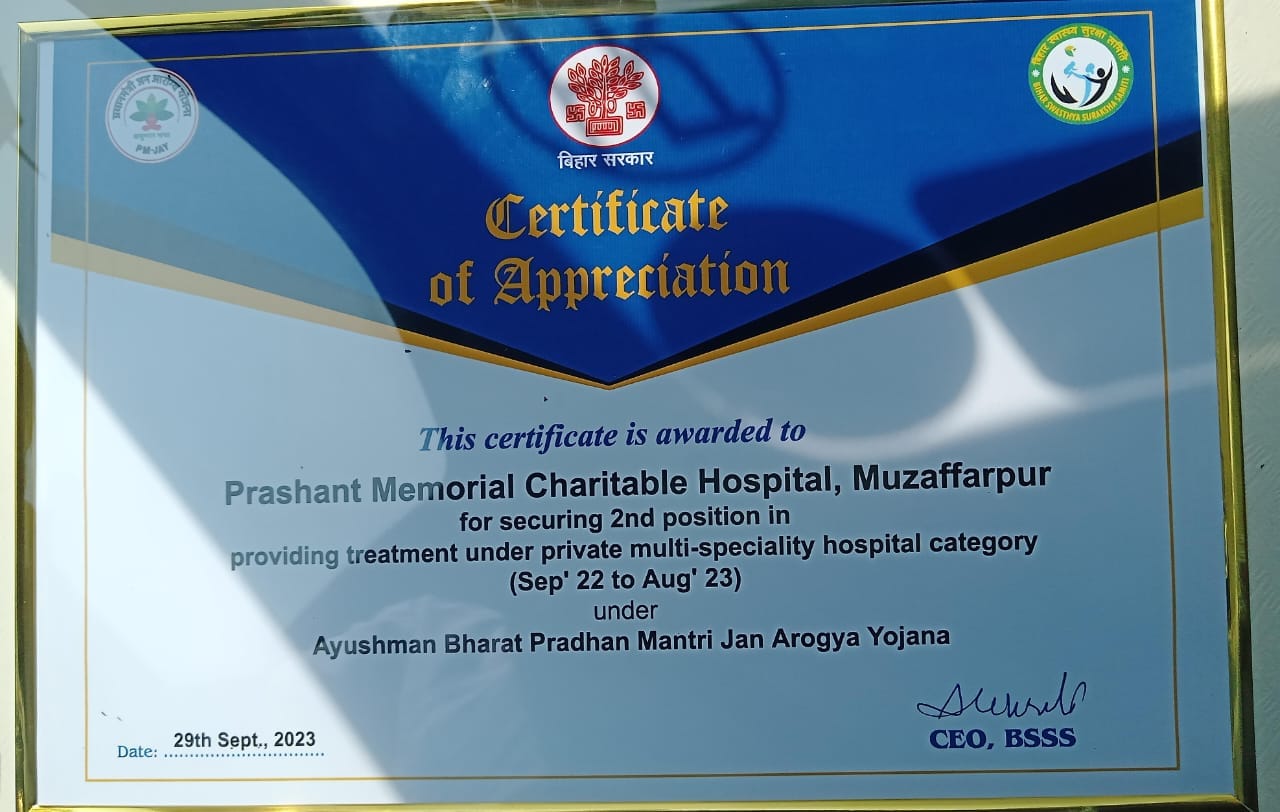 प्रधानमंत्री जन आरोग्य योजना
PM-JAY
बिहार सरकार
बिहार स्वास्थ्य सुरक्षा समिति
BIHAR SWASTHYA SURAKSHA SAMITI
Certificate
of Appreciation
This certificate is awarded to
Prashant Memorial Charitable Hospital, Muzaffarpur
for securing 2nd position in
providing treatment under private multi-speciality hospital category
(Sep' 22 to Aug' 23)
under
Ayushman Bharat Pradhan Mantri Jan Arogya Yojana
Date: 29th Sept., 2023
CEO, BSSS